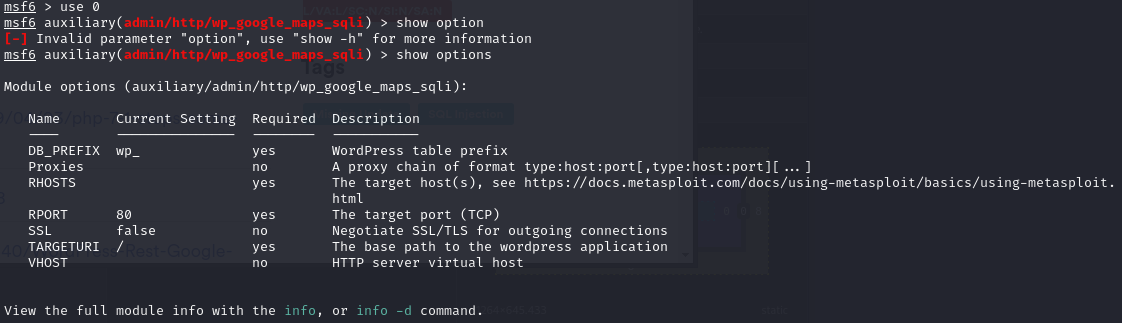 msf6 > use 0
msf6 auxiliary(admin/http/wp_google_maps_sqli) > show option
[-] Invalid parameter "option", use "show -h" for more information
msf6 auxiliary(admin/http/wp_google_maps_sqli) > show options
Tags
Module options (auxiliary/admin/http/wp_google_maps_sqli):
Name Current Setting Required Description
DB_PREFIX wp_ yes WordPress table prefix
Proxies no A proxy chain of format type:host:port[,type:host:port][...]
RHOSTS yes The target host(s), see https://docs.metasploit.com/docs/using-metasploit/basics/using-metasploit.
html
RPORT 80 yes The target port (TCP)
SSL false no Negotiate SSL/TLS for outgoing connections
TARGETURI / yes The base path to the wordpress application
VHOST no HTTP server virtual host
View the full module info with the info, or info -d command.